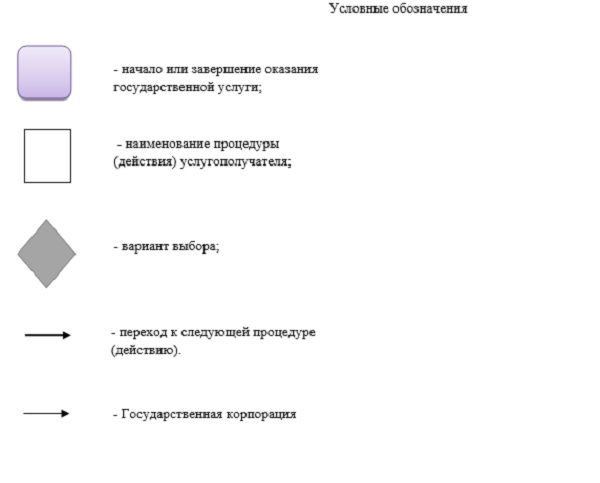 Условные обозначения
- начало или завершение оказания
государственной услуги;
- наименование процедуры
(действия) услугополучателя;
- вариант выбора;
- переход к следующей процедуре
(действию).
- Государственная корпорация